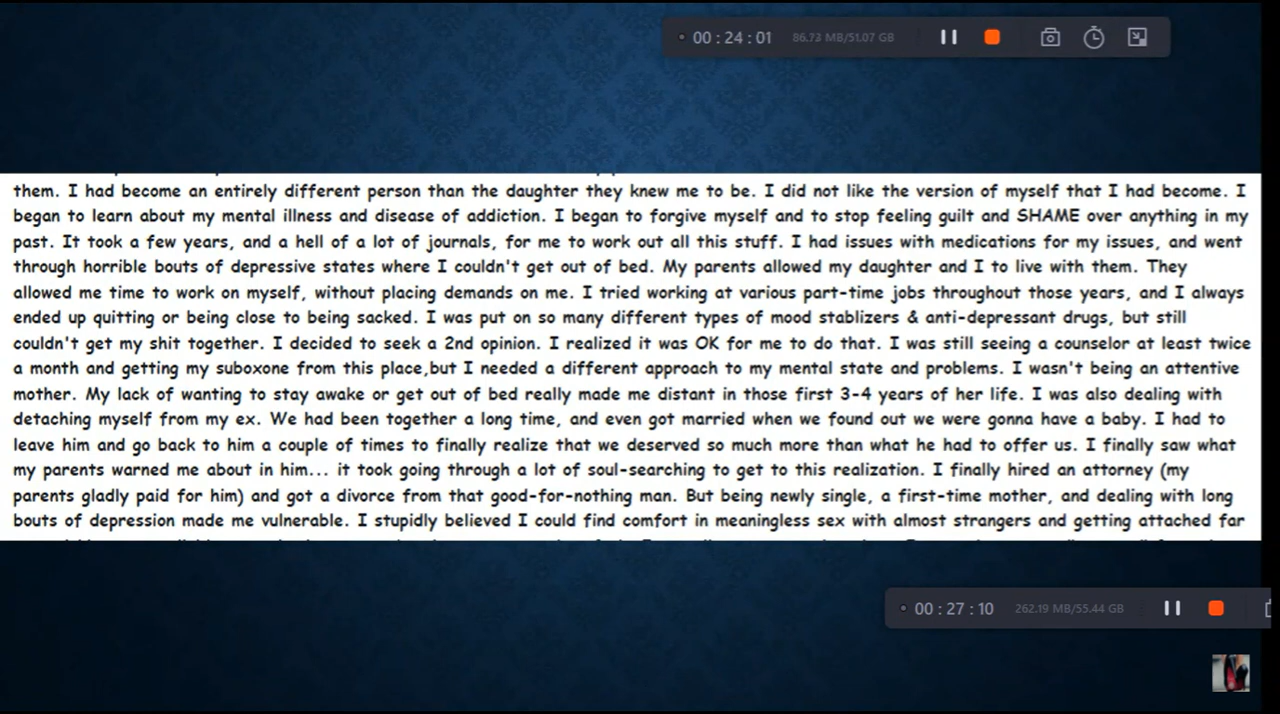 00 : 24 : 01 86.73 MB/51.07 GB
them. I had become an entirely different person than the daughter they knew me to be. I did not like the version of myself that I had become. I
began to learn about my mental illness and disease of addiction. I began to forgive myself and to stop feeling guilt and SHAME over anything in my
past. It took a few years, and a hell of a lot of journals, for me to work out all this stuff. I had issues with medications for my issues, and went
through horrible bouts of depressive states where I couldn't get out of bed. My parents allowed my daughter and I to live with them. They
allowed me time to work on myself, without placing demands on me. I tried working at various part-time jobs throughout those years, and I always
ended up quitting or being close to being sacked. I was put on so many different types of mood stablizers & anti-depressant drugs, but still
couldn't get my shit together. I decided to seek a 2nd opinion. I realized it was OK for me to do that. I was still seeing a counselor at least twice
a month and getting my suboxone from this place,but I needed a different approach to my mental state and problems. I wasn't being an attentive
mother. My lack of wanting to stay awake or get out of bed really made me distant in those first 3-4 years of her life. I was also dealing with
detaching myself from my ex. We had been together a long time, and even got married when we found out we were gonna have a baby. I had to
leave him and go back to him a couple of times to finally realize that we deserved so much more than what he had to offer us. I finally saw what
my parents warned me about in him... it took going through a lot of soul-searching to get to this realization. I finally hired an attorney (my
parents gladly paid for him) and got a divorce from that good-for-nothing man. But being newly single, a first-time mother, and dealing with long
bouts of depression made me vulnerable. I stupidly believed I could find comfort in meaningless sex with almost strangers and getting attached far
00 : 27 : 10 262.19 MB/55.44 GB